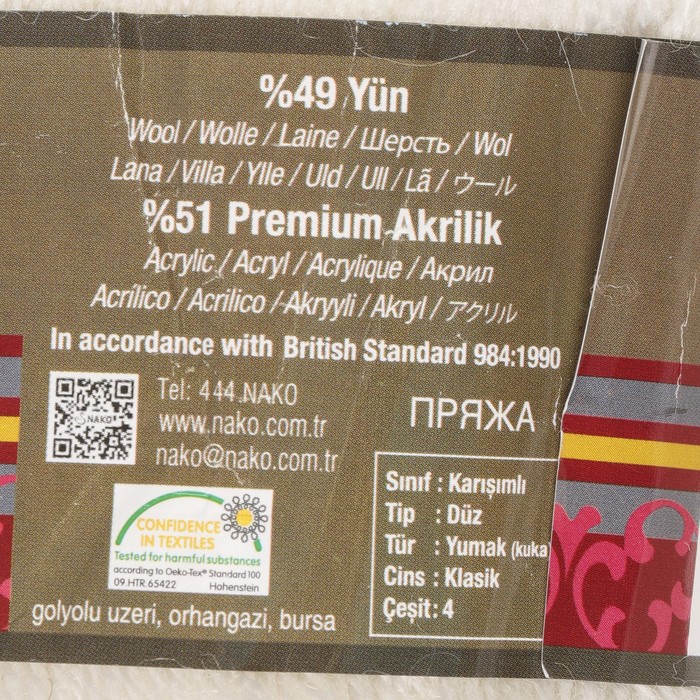 %49 Yün
Wool / Wolle / Laine / Шерсть / Wol
Lana / Villa / Ylle / Uld / Ull / Lã / ウール
%51 Premium Akrilik
Acrylic / Acryl / Acrylique / Акрил
Acrílico / Acrilico / Akryyli / Akryl / アクリル
In accordance with British Standard 984:1990
NAKO
Tel: 444 NAKO
www.nako.com.tr
nako@nako.com.tr
ПРЯЖА
CONFIDENCE
IN TEXTILES
Tested for harmful substances
according to Oeko-Tex® Standard 100
09.HTR.65422 Hohenstein
golyolu uzeri, orhangazi, bursa
Sınıf : Karışımlı
Tip : Düz
Tür : Yumak (kuka)
Cins : Klasik
Çeşit: 4